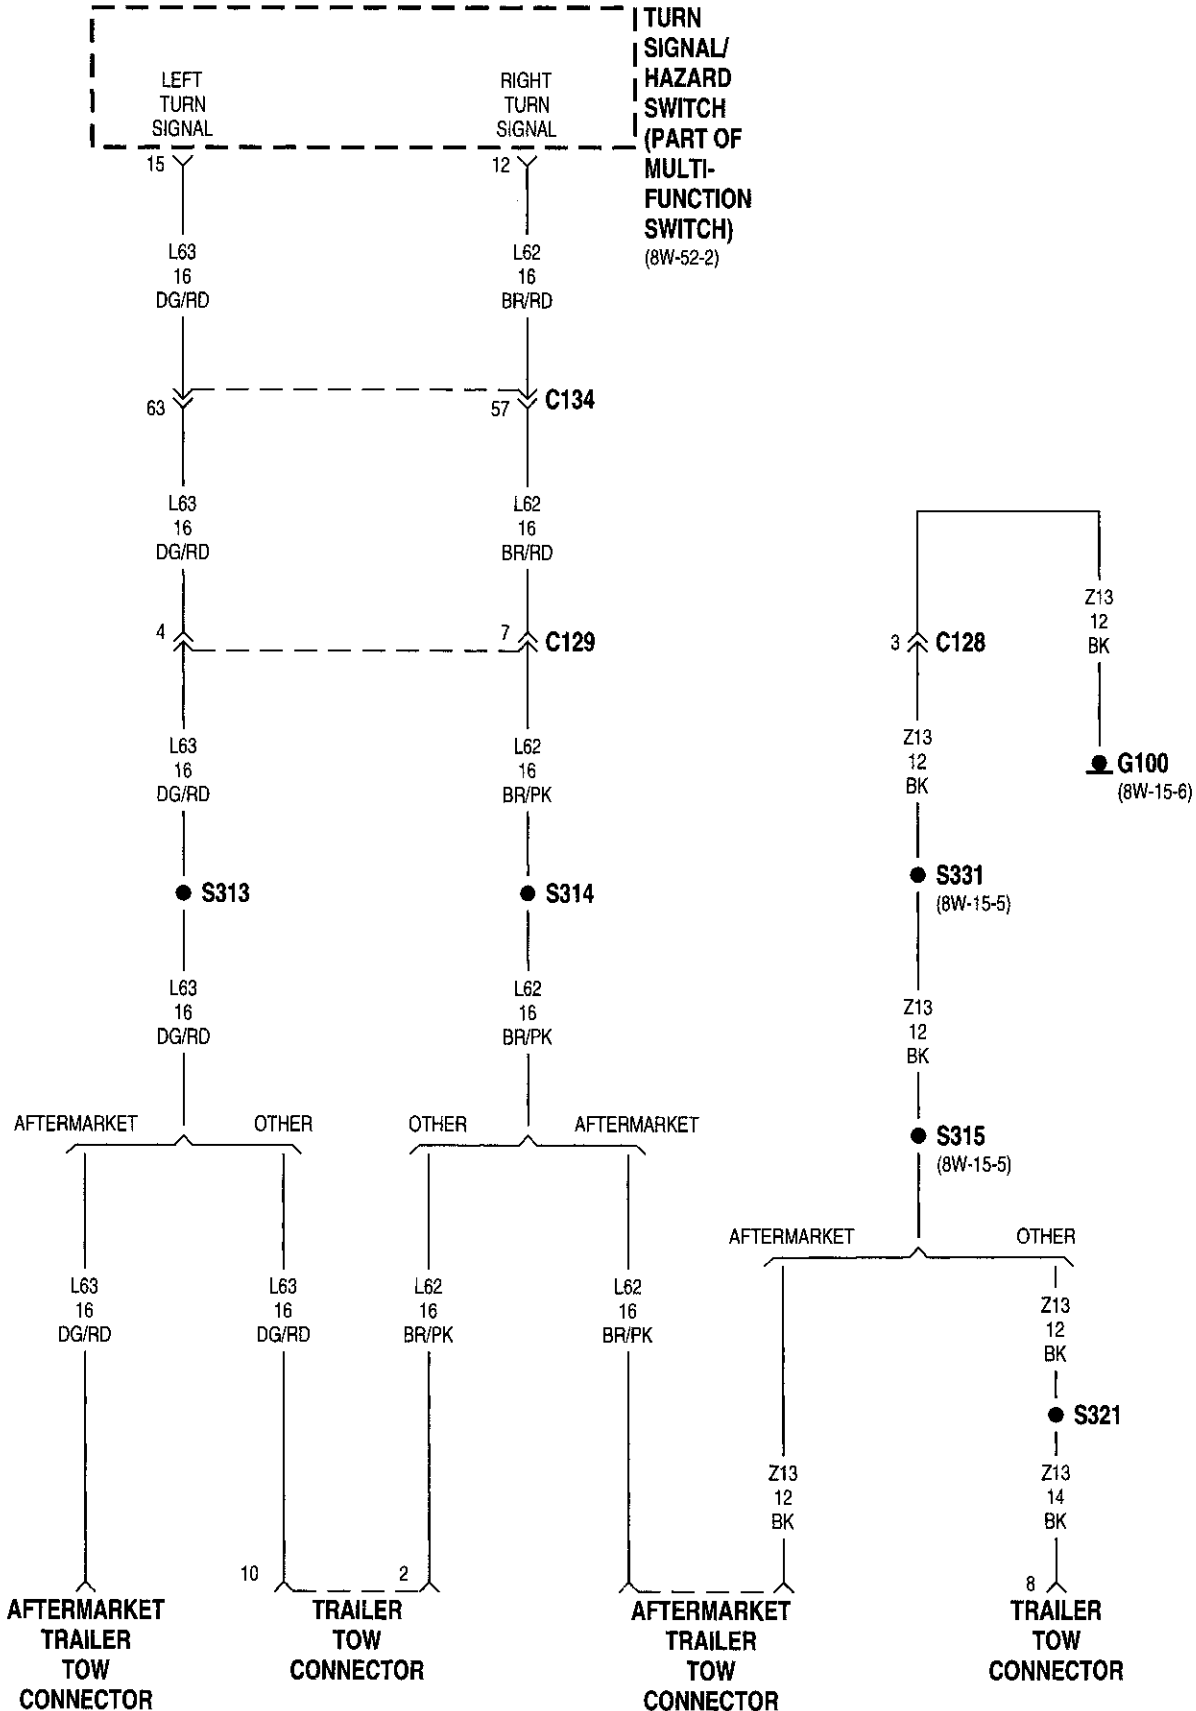 TURN
SIGNAL/
HAZARD
SWITCH
(PART OF
MULTI-
FUNCTION
SWITCH)
(8W-52-2)
LEFT
TURN
SIGNAL
RIGHT
TURN
SIGNAL
15
12
L63
16
DG/RD
L62
16
BR/RD
63
57
C134
L63
16
DG/RD
L62
16
BR/RD
4
7
C129
3
C128
Z13
12
BK
G100
(8W-15-6)
L63
16
DG/RD
L62
16
BR/PK
Z13
12
BK
S313
S314
S331
(8W-15-5)
L63
16
DG/RD
L62
16
BR/PK
Z13
12
BK
AFTERMARKET
OTHER
OTHER
AFTERMARKET
S315
(8W-15-5)
AFTERMARKET
OTHER
L63
16
DG/RD
L63
16
DG/RD
L62
16
BR/PK
L62
16
BR/PK
Z13
12
BK
S321
Z13
12
BK
Z13
14
BK
10
2
8
AFTERMARKET
TRAILER
TOW
CONNECTOR
TRAILER
TOW
CONNECTOR
AFTERMARKET
TRAILER
TOW
CONNECTOR
TRAILER
TOW
CONNECTOR